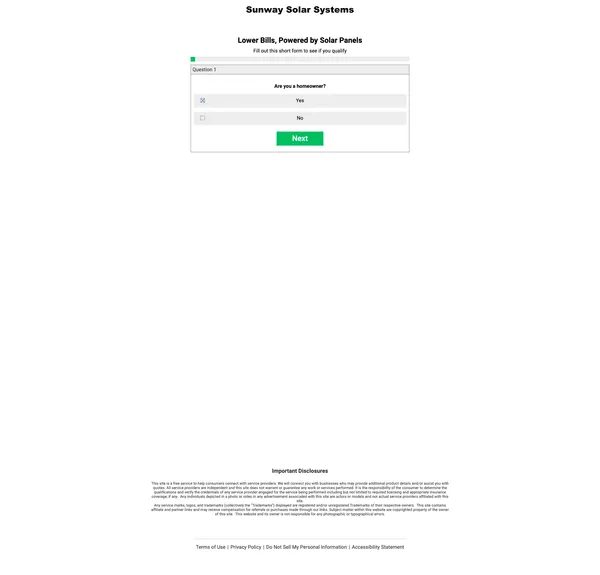 Sunway Solar Systems
Lower Bills, Powered by Solar Panels
Fill out this short form to see if you qualify
Question 1
Are you a homeowner?
Yes
No
Next
Important Disclosures
This site is a free service to help consumers connect with service providers. We will connect you with businesses who may provide additional product details and/or assist you with
quotes. All service providers are independent and this site does not warrant or guarantee any work or services performed. It is the responsibility of the consumer to determine the
qualifications and verify the credentials of any service provider engaged for the service being performed including but not limited to required licensing and appropriate insurance
coverage, if any. Any individuals depicted in a photo or video in any advertisement associated with this site are actors or models and not actual service providers affiliated with this
site.
Any service marks, logos, and trademarks (collectively the "Trademarks") displayed are registered and/or unregistered Trademarks of their respective owners. This site contains
affiliate and partner links and may receive compensation for referrals or purchases made through our links. Subject matter within this website are copyrighted property of the owner
of this site. This website and its owner is not responsible for any photographic or typographical errors.
Terms of Use | Privacy Policy | Do Not Sell My Personal Information | Accessibility Statement